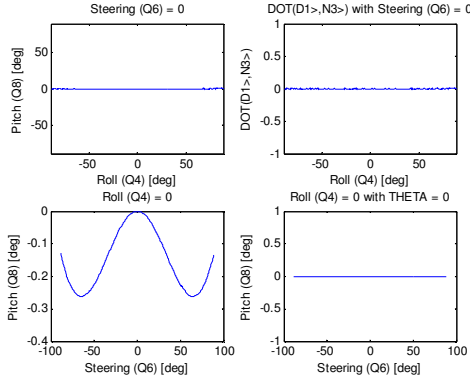 Steering (Q6) = 0
Pitch (Q8) [deg]
50
0
-50
-50
0
50
Roll (Q4) [deg]
DOT(D1>,N3>) with Steering (Q6) = 0
DOT(D1>,N3>)
1
0.5
0
-0.5
-1
-50
0
50
Roll (Q4) [deg]
Roll (Q4) = 0
Pitch (Q8) [deg]
0
-0.1
-0.2
-0.3
-0.4
-100
-50
0
50
100
Steering (Q6) [deg]
Roll (Q4) = 0 with THETA = 0
Pitch (Q8) [deg]
1
0.5
0
-0.5
-1
-100
-50
0
50
100
Steering (Q6) [deg]